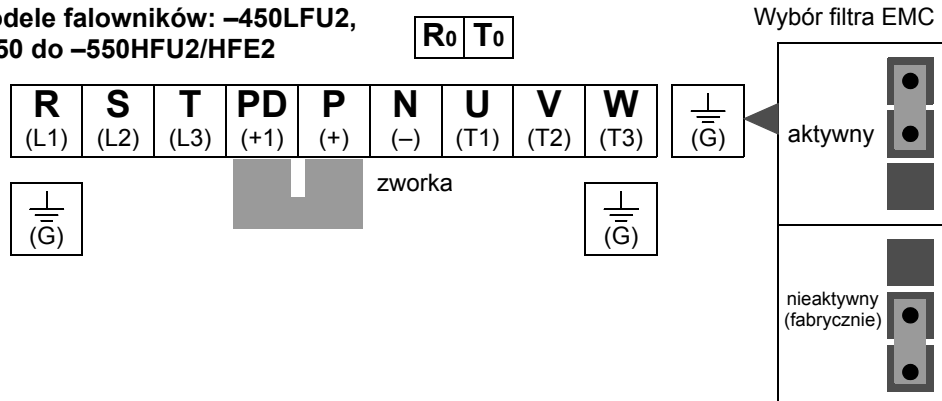 odele falowników: –450LFU2,
50 do –550HFU2/HFE2
R0 T0
Wybór filtra EMC
R S T PD P N U V W
(L1) (L2) (L3) (+1) (+) (–) (T1) (T2) (T3) (G)
aktywny
zworka
(G) (G)
nieaktywny
(fabrycznie)